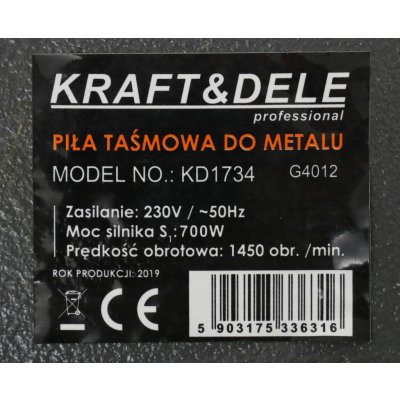 KRAFT&DELE
professional
PIŁA TAŚMOWA DO METALU
MODEL NO.: KD1734 G4012
Zasilanie: 230V / ~50Hz
Moc silnika S₁:700W
Prędkość obrotowa: 1450 obr. /min.
ROK PRODUKCJI: 2019
CE
5 903175 336316